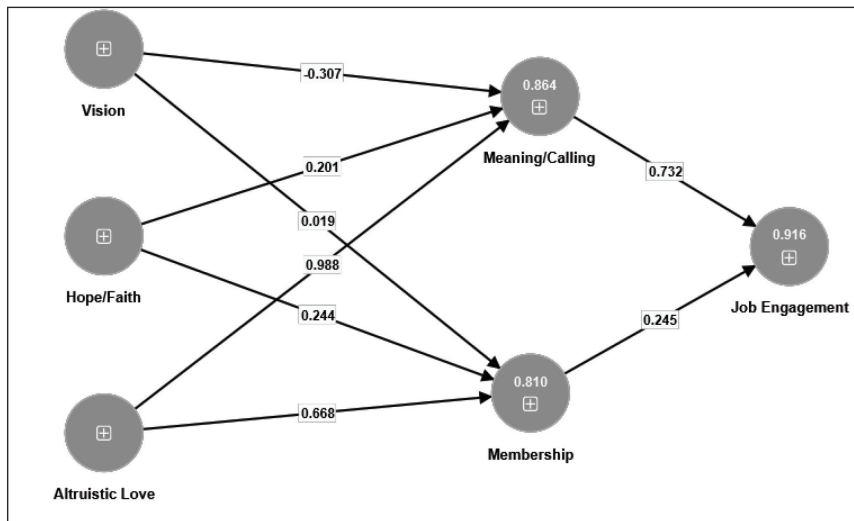 Vision
Hope/Faith
Altruistic Love
-0.307
0.201
0.019
0.988
0.244
0.668
0.864
Meaning/Calling
0.810
Membership
0.732
0.245
0.916
Job Engagement